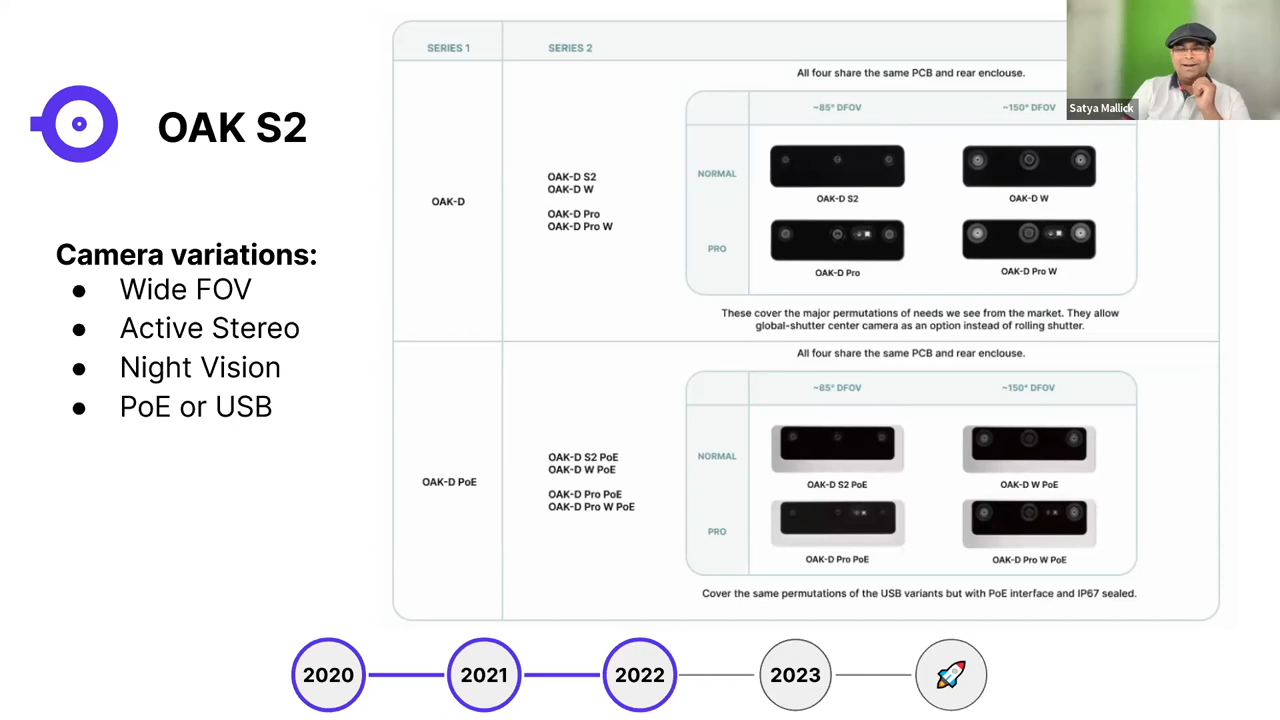 OAK S2
Camera variations:
● Wide FOV
● Active Stereo
● Night Vision
● PoE or USB
SERIES 1
SERIES 2
OAK-D
OAK-D S2
OAK-D W
OAK-D Pro
OAK-D Pro W
All four share the same PCB and rear enclouse.
~85° DFOV
~150° DFOV
NORMAL
OAK-D S2
OAK-D W
PRO
OAK-D Pro
OAK-D Pro W
These cover the major permutations of needs we see from the market. They allow
global-shutter center camera as an option instead of rolling shutter.
OAK-D PoE
OAK-D S2 PoE
OAK-D W PoE
OAK-D Pro PoE
OAK-D Pro W PoE
All four share the same PCB and rear enclouse.
~85° DFOV
~150° DFOV
NORMAL
OAK-D S2 PoE
OAK-D W PoE
PRO
OAK-D Pro PoE
OAK-D Pro W PoE
Cover the same permutations of the USB variants but with PoE interface and IP67 sealed.
Satya Mallick
2020
2021
2022
2023